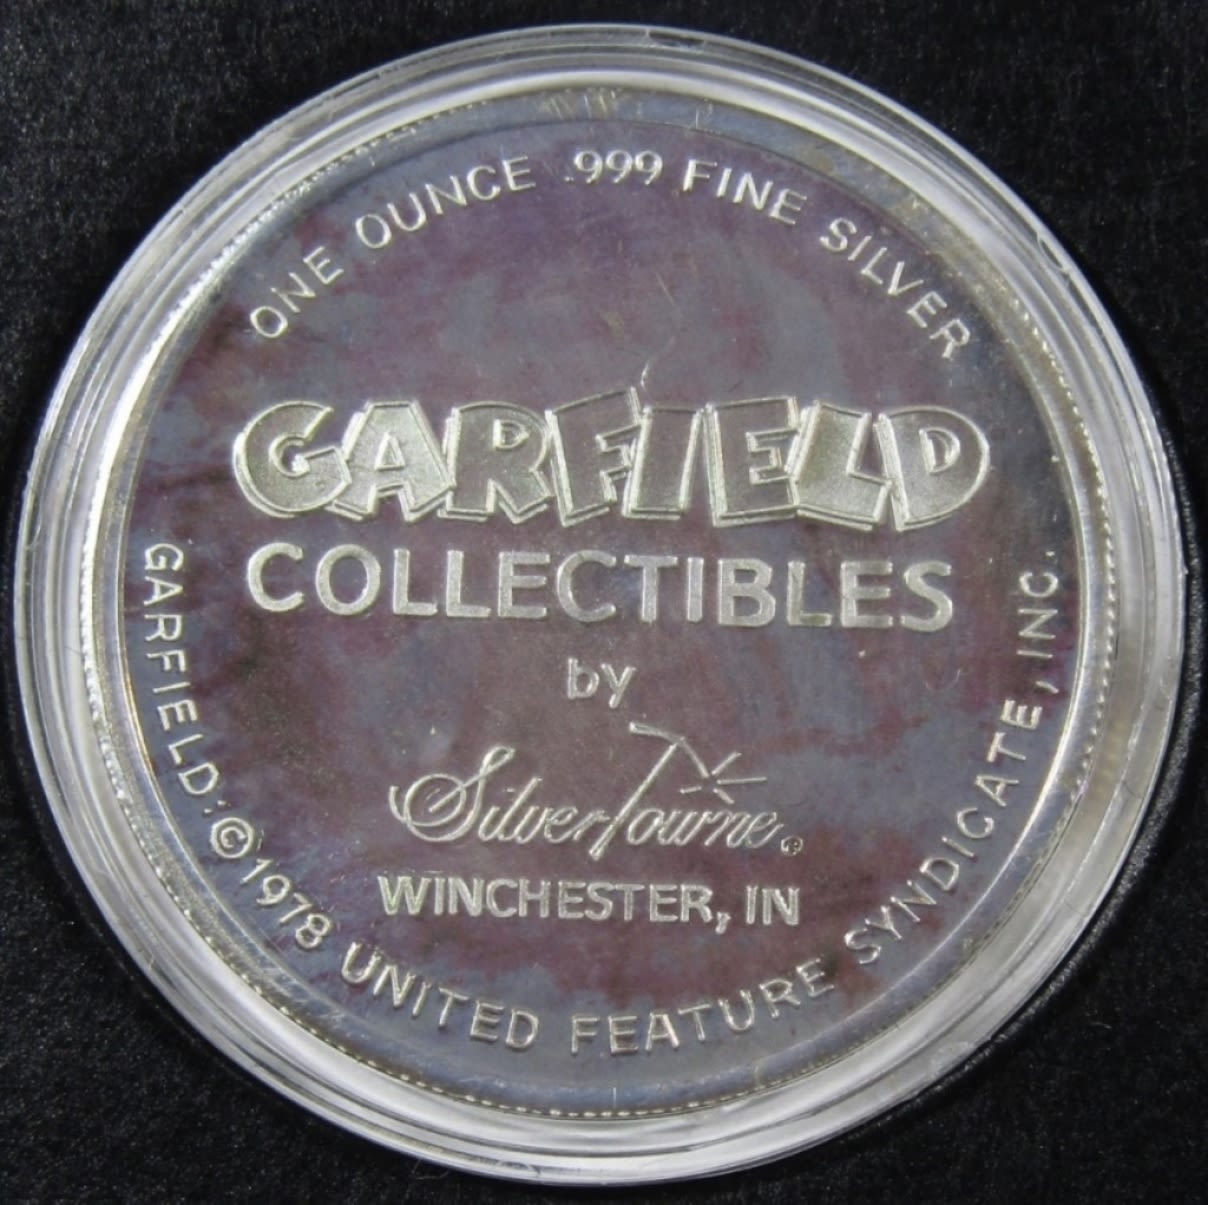 ONE OUNCE .999 FINE SILVER
GARFIELD
COLLECTIBLES
by
SilverTowne®
WINCHESTER, IN
GARFIELD: © 1978 UNITED FEATURE SYNDICATE, INC.